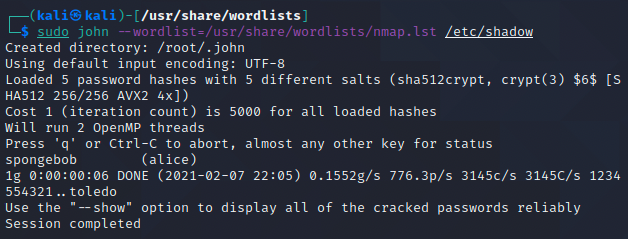 ┌──(kali㉿kali)-[/usr/share/wordlists]
└─$ sudo john --wordlist=/usr/share/wordlists/nmap.lst /etc/shadow
Created directory: /root/.john
Using default input encoding: UTF-8
Loaded 5 password hashes with 5 different salts (sha512crypt, crypt(3) $6$ [S
HA512 256/256 AVX2 4x])
Cost 1 (iteration count) is 5000 for all loaded hashes
Will run 2 OpenMP threads
Press 'q' or Ctrl-C to abort, almost any other key for status
spongebob        (alice)
1g 0:00:00:06 DONE (2021-02-07 22:05) 0.1552g/s 776.3p/s 3145c/s 3145C/s 1234
554321..toledo
Use the "--show" option to display all of the cracked passwords reliably
Session completed